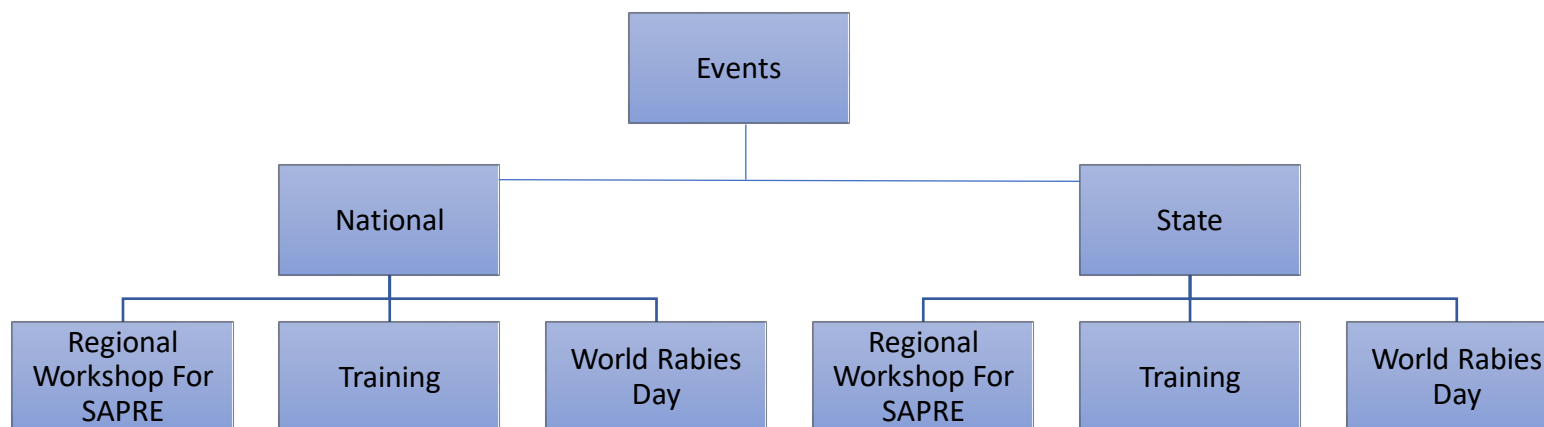 Events
National
State
Regional
Workshop For
SAPRE
Training
World Rabies
Day
Regional
Workshop For
SAPRE
Training
World Rabies
Day